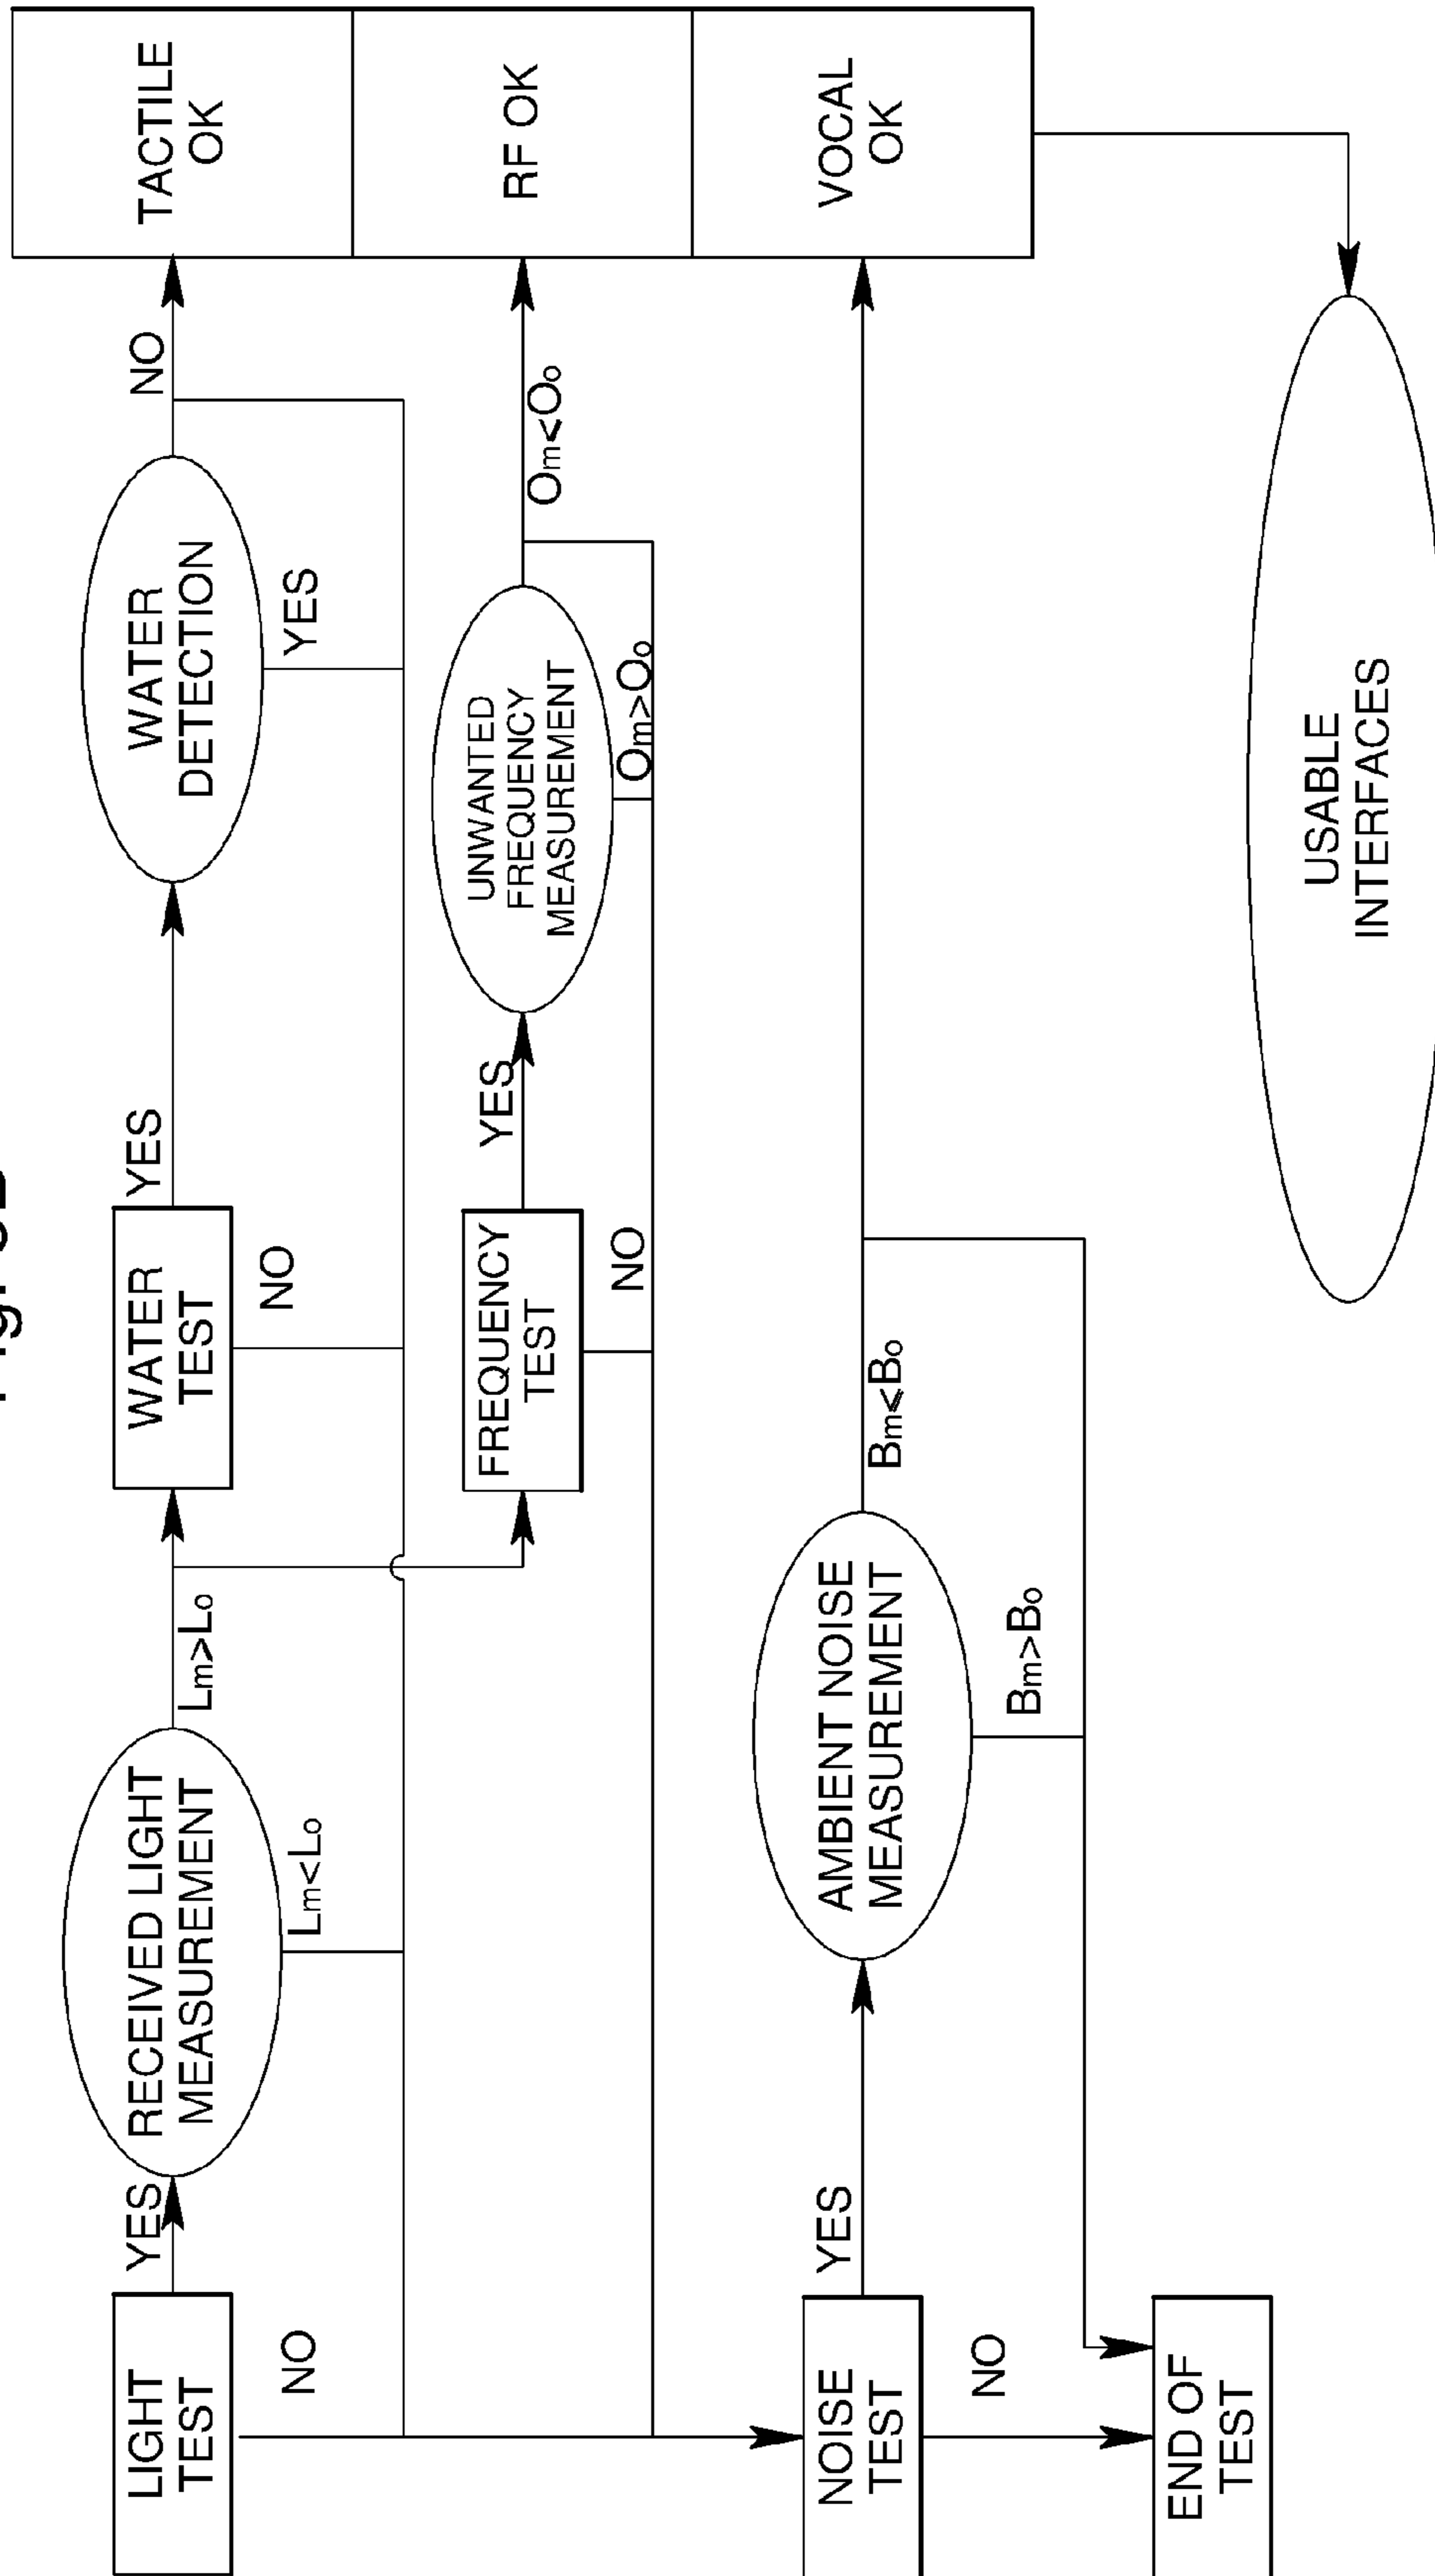 LIGHT
TEST
YES
NO
RECEIVED LIGHT
MEASUREMENT
Lm>Lo
Lm<Lo
WATER
TEST
YES
NO
WATER
DETECTION
NO
YES
TACTILE
OK
FREQUENCY
TEST
YES
NO
UNWANTED
FREQUENCY
MEASUREMENT
Om<Oo
Om>Oo
RF OK
NOISE
TEST
YES
NO
AMBIENT NOISE
MEASUREMENT
Bm<Bo
Bm>Bo
VOCAL
OK
END OF
TEST
USABLE
INTERFACES